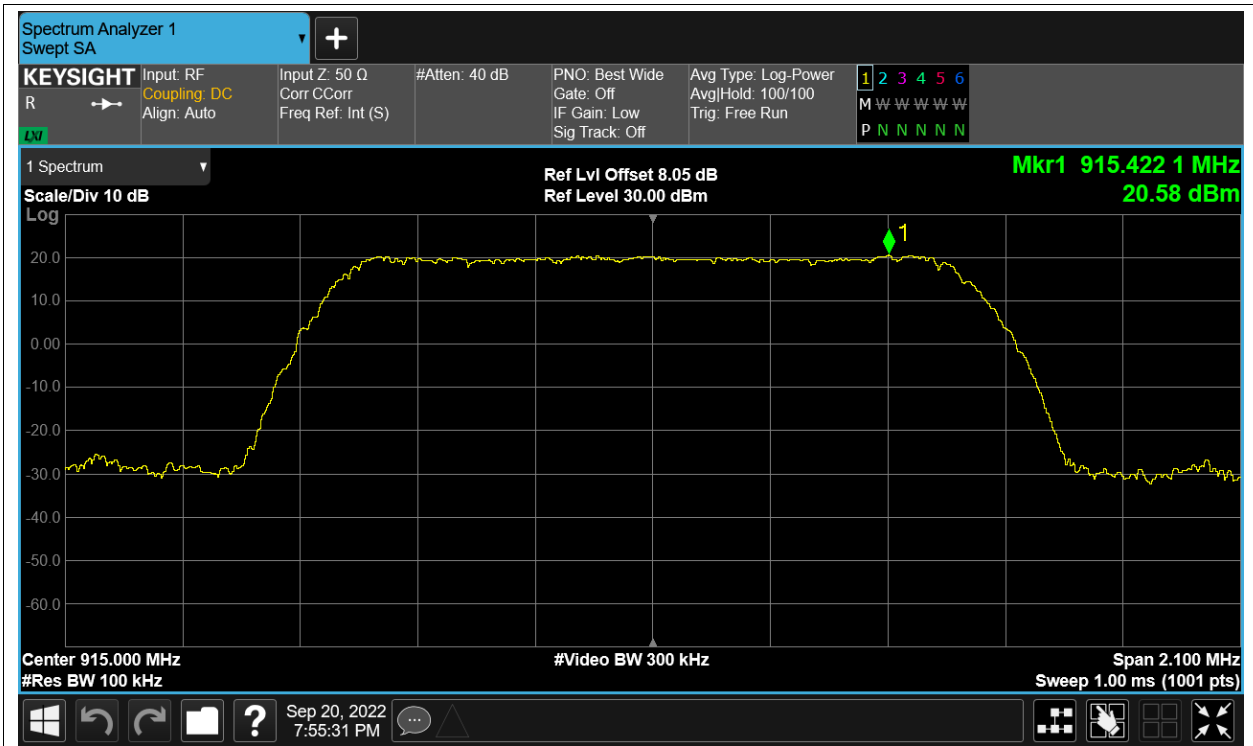 Spectrum Analyzer 1
Swept SA
KEYSIGHT
R
LXI
Input: RF
Coupling: DC
Align: Auto
Input Z: 50 Ω
Corr CCorr
Freq Ref: Int (S)
#Atten: 40 dB
PNO: Best Wide
Gate: Off
IF Gain: Low
Sig Track: Off
Avg Type: Log-Power
Avg|Hold: 100/100
Trig: Free Run
1 2 3 4 5 6
M W W W W W
P N N N N N
1 Spectrum
Scale/Div 10 dB
Log
Ref Lvl Offset 8.05 dB
Ref Level 30.00 dBm
Mkr1 915.422 1 MHz
20.58 dBm
1
20.0
10.0
0.00
-10.0
-20.0
-30.0
-40.0
-50.0
-60.0
Center 915.000 MHz
#Res BW 100 kHz
#Video BW 300 kHz
Span 2.100 MHz
Sweep 1.00 ms (1001 pts)
?
Sep 20, 2022
7:55:31 PM